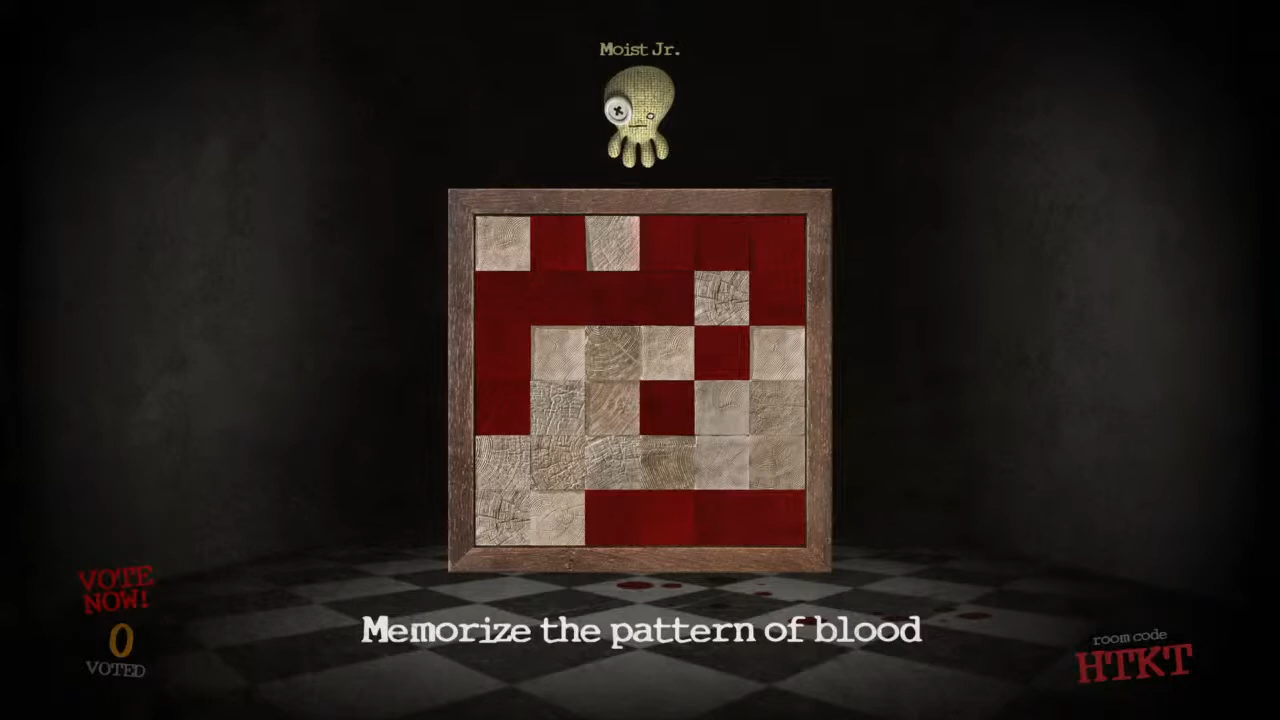 Moist Jr.
VOTE
NOW!
0
VOTED
Memorize the pattern of blood
room code
HTKT